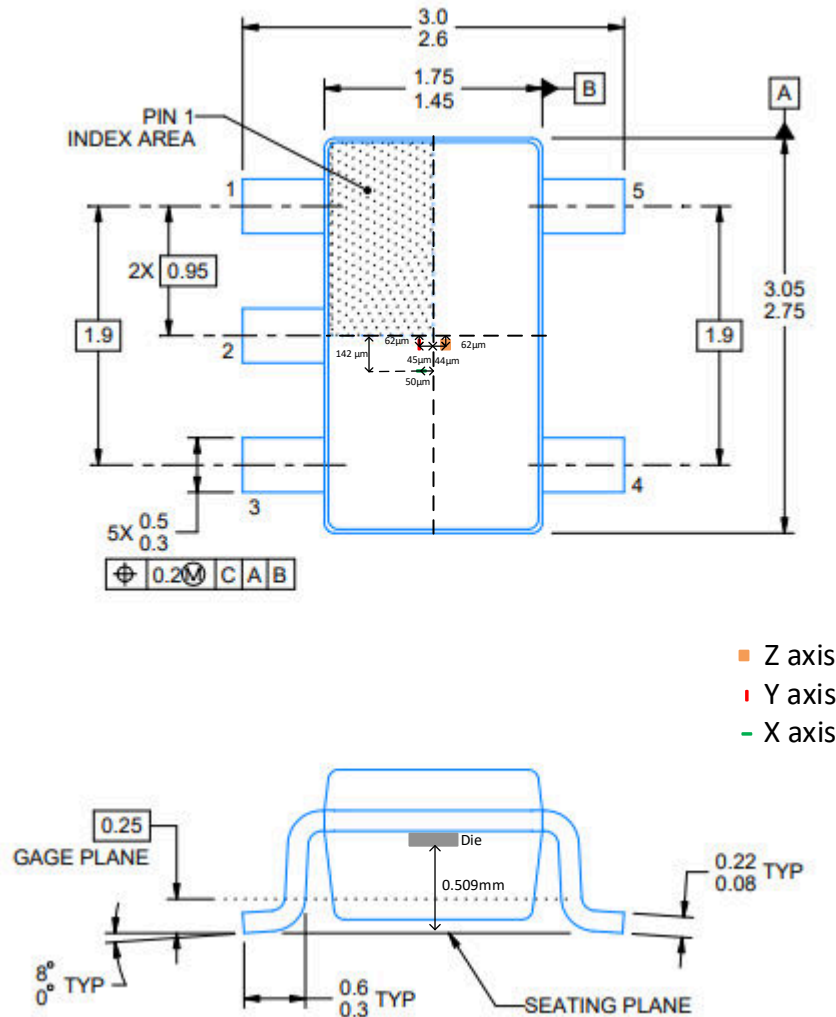 3.0
2.6
1.75
1.45
B
A
PIN 1
INDEX AREA
1
5
2X 0.95
3.05
2.75
1.9
1.9
62µm
62µm
142 µm
45µm
44µm
50µm
2
3
4
5X 0.5
0.3
⌖ 0.2Ⓜ C A B
Z axis
Y axis
X axis
0.25
GAGE PLANE
Die
0.22
0.08 TYP
0.509mm
8°
0° TYP
0.6
0.3 TYP
SEATING PLANE